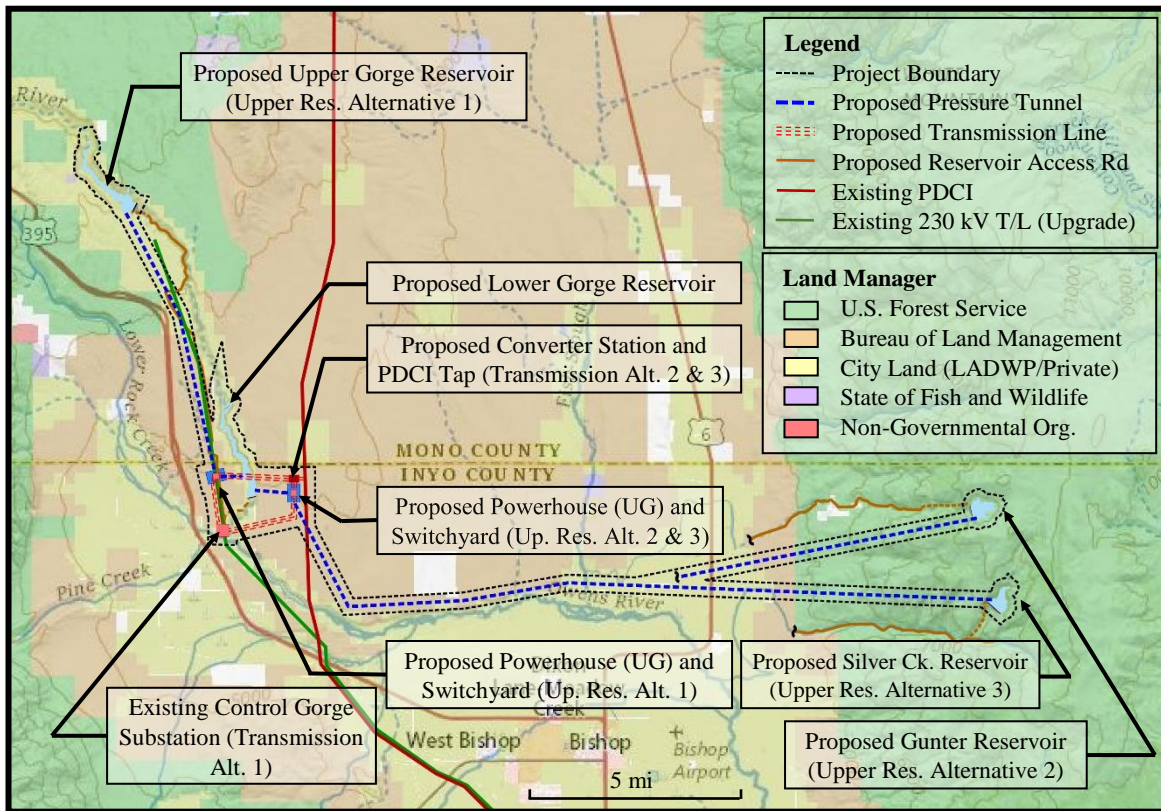 Proposed Upper Gorge Reservoir
(Upper Res. Alternative 1)
River
395
Lower Rock Creek
Pine Creek
Legend
Project Boundary
Proposed Pressure Tunnel
Proposed Transmission Line
Proposed Reservoir Access Rd
Existing PDCI
Existing 230 kV T/L (Upgrade)
Land Manager
U.S. Forest Service
Bureau of Land Management
City Land (LADWP/Private)
State of Fish and Wildlife
Non-Governmental Org.
Proposed Lower Gorge Reservoir
Proposed Converter Station and
PDCI Tap (Transmission Alt. 2 & 3)
MONO COUNTY
INYO COUNTY
6
Proposed Powerhouse (UG) and
Switchyard (Up. Res. Alt. 2 & 3)
Owens River
Proposed Powerhouse (UG) and
Switchyard (Up. Res. Alt. 1)
Existing Control Gorge
Substation (Transmission
Alt. 1)
Proposed Silver Ck. Reservoir
(Upper Res. Alternative 3)
Proposed Gunter Reservoir
(Upper Res. Alternative 2)
Creek
West Bishop
Bishop
Bishop
Airport
5 mi